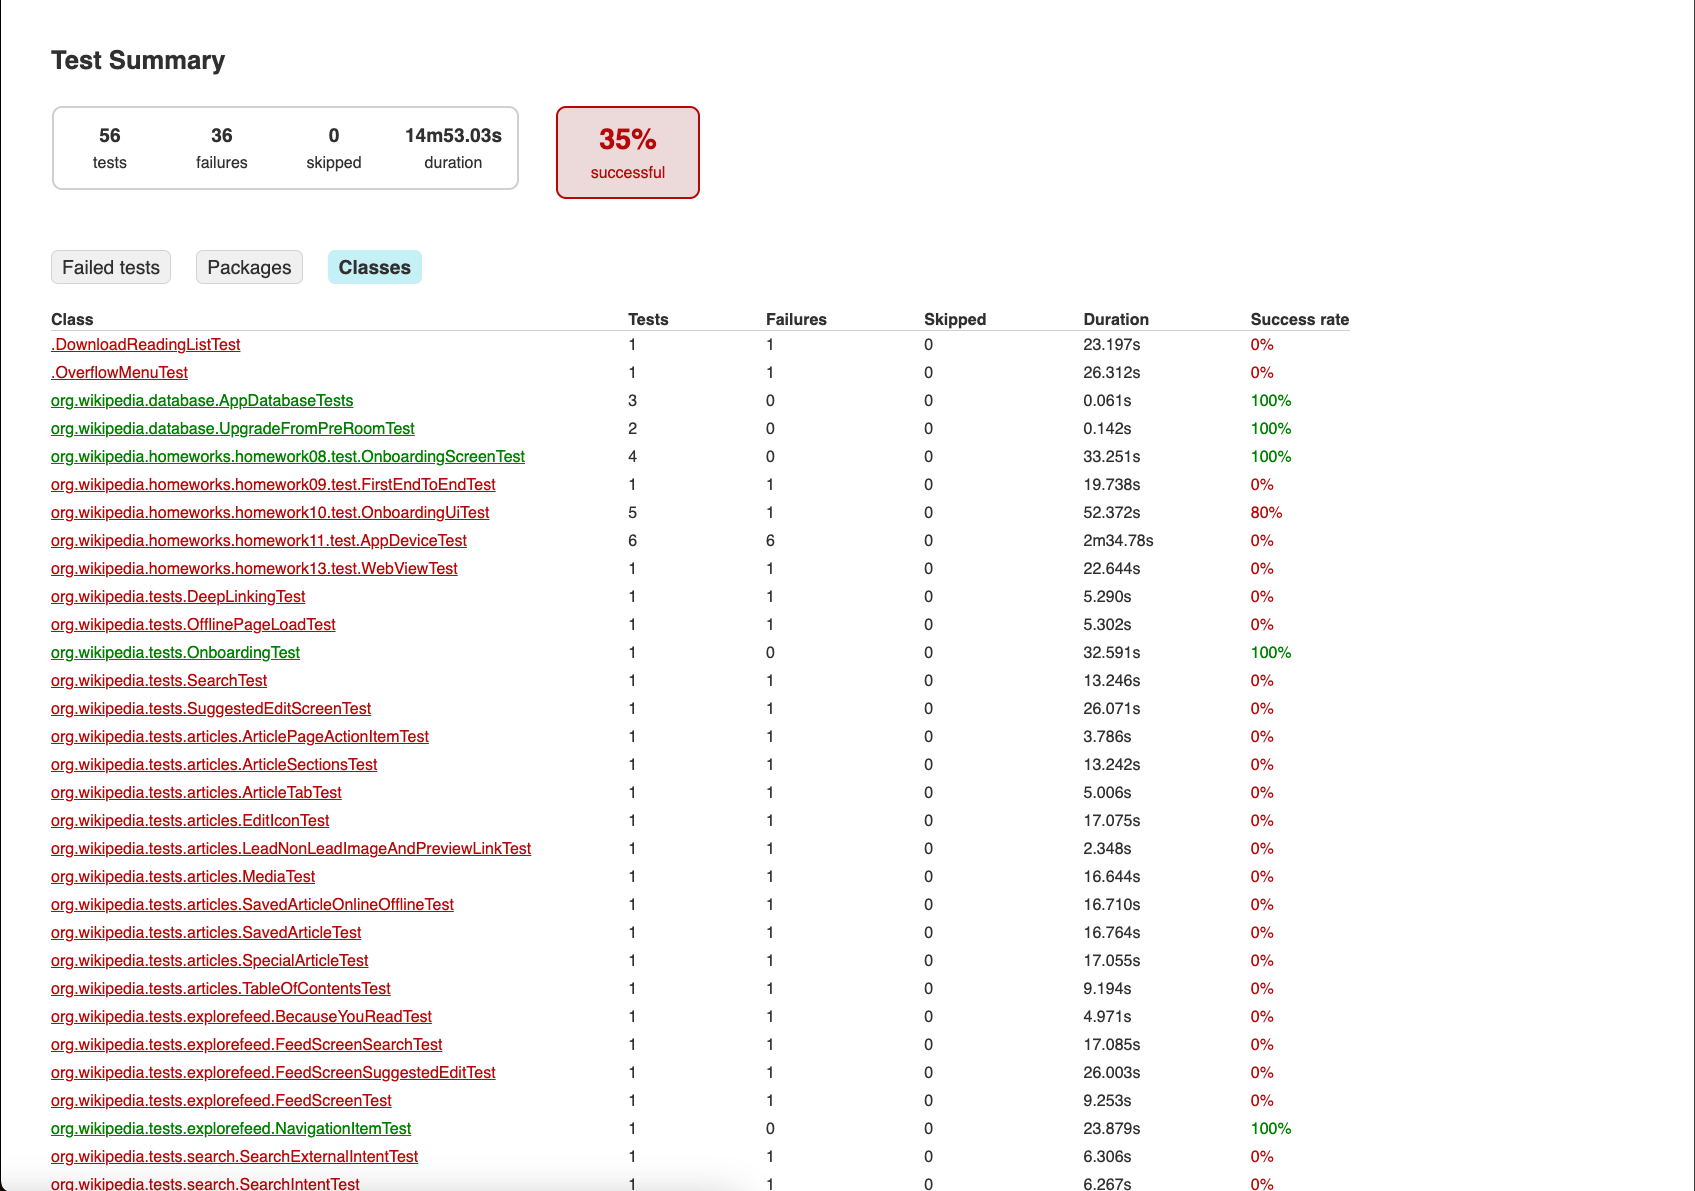 Test Summary
56 36 0 14m53.03s
tests failures skipped duration
35%
successful
Failed tests Packages Classes
Class Tests Failures Skipped Duration Success rate
.DownloadReadingListTest 1 1 0 23.197s 0%
.OverflowMenuTest 1 1 0 26.312s 0%
org.wikipedia.database.AppDatabaseTests 3 0 0 0.061s 100%
org.wikipedia.database.UpgradeFromPreRoomTest 2 0 0 0.142s 100%
org.wikipedia.homeworks.homework08.test.OnboardingScreenTest 4 0 0 33.251s 100%
org.wikipedia.homeworks.homework09.test.FirstEndToEndTest 1 1 0 19.738s 0%
org.wikipedia.homeworks.homework10.test.OnboardingUiTest 5 1 0 52.372s 80%
org.wikipedia.homeworks.homework11.test.AppDeviceTest 6 6 0 2m34.78s 0%
org.wikipedia.homeworks.homework13.test.WebViewTest 1 1 0 22.644s 0%
org.wikipedia.tests.DeepLinkingTest 1 1 0 5.290s 0%
org.wikipedia.tests.OfflinePageLoadTest 1 1 0 5.302s 0%
org.wikipedia.tests.OnboardingTest 1 0 0 32.591s 100%
org.wikipedia.tests.SearchTest 1 1 0 13.246s 0%
org.wikipedia.tests.SuggestedEditScreenTest 1 1 0 26.071s 0%
org.wikipedia.tests.articles.ArticlePageActionItemTest 1 1 0 3.786s 0%
org.wikipedia.tests.articles.ArticleSectionsTest 1 1 0 13.242s 0%
org.wikipedia.tests.articles.ArticleTabTest 1 1 0 5.006s 0%
org.wikipedia.tests.articles.EditIconTest 1 1 0 17.075s 0%
org.wikipedia.tests.articles.LeadNonLeadImageAndPreviewLinkTest 1 1 0 2.348s 0%
org.wikipedia.tests.articles.MediaTest 1 1 0 16.644s 0%
org.wikipedia.tests.articles.SavedArticleOnlineOfflineTest 1 1 0 16.710s 0%
org.wikipedia.tests.articles.SavedArticleTest 1 1 0 16.764s 0%
org.wikipedia.tests.articles.SpecialArticleTest 1 1 0 17.055s 0%
org.wikipedia.tests.articles.TableOfContentsTest 1 1 0 9.194s 0%
org.wikipedia.tests.explorefeed.BecauseYouReadTest 1 1 0 4.971s 0%
org.wikipedia.tests.explorefeed.FeedScreenSearchTest 1 1 0 17.085s 0%
org.wikipedia.tests.explorefeed.FeedScreenSuggestedEditTest 1 1 0 26.003s 0%
org.wikipedia.tests.explorefeed.FeedScreenTest 1 1 0 9.253s 0%
org.wikipedia.tests.explorefeed.NavigationItemTest 1 0 0 23.879s 100%
org.wikipedia.tests.search.SearchExternalIntentTest 1 1 0 6.306s 0%
org.wikipedia.tests.search.SearchIntentTest 1 1 0 6.267s 0%